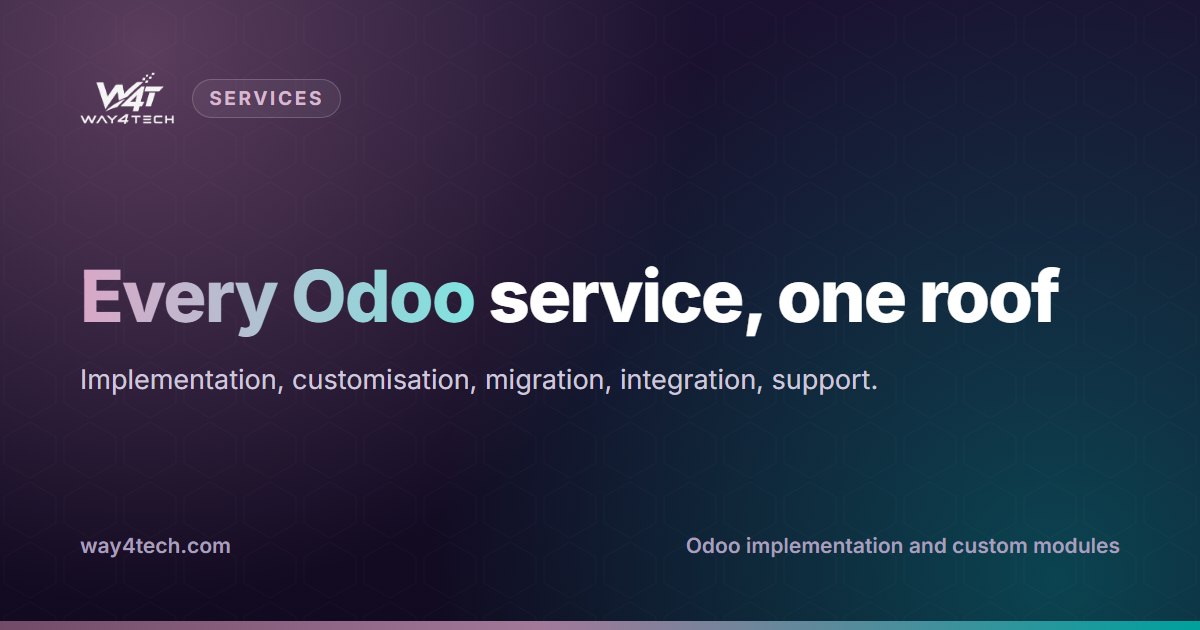 W4T
WAY4TECH
SERVICES
Every Odoo service, one roof
Implementation, customisation, migration, integration, support.
way4tech.com
Odoo implementation and custom modules